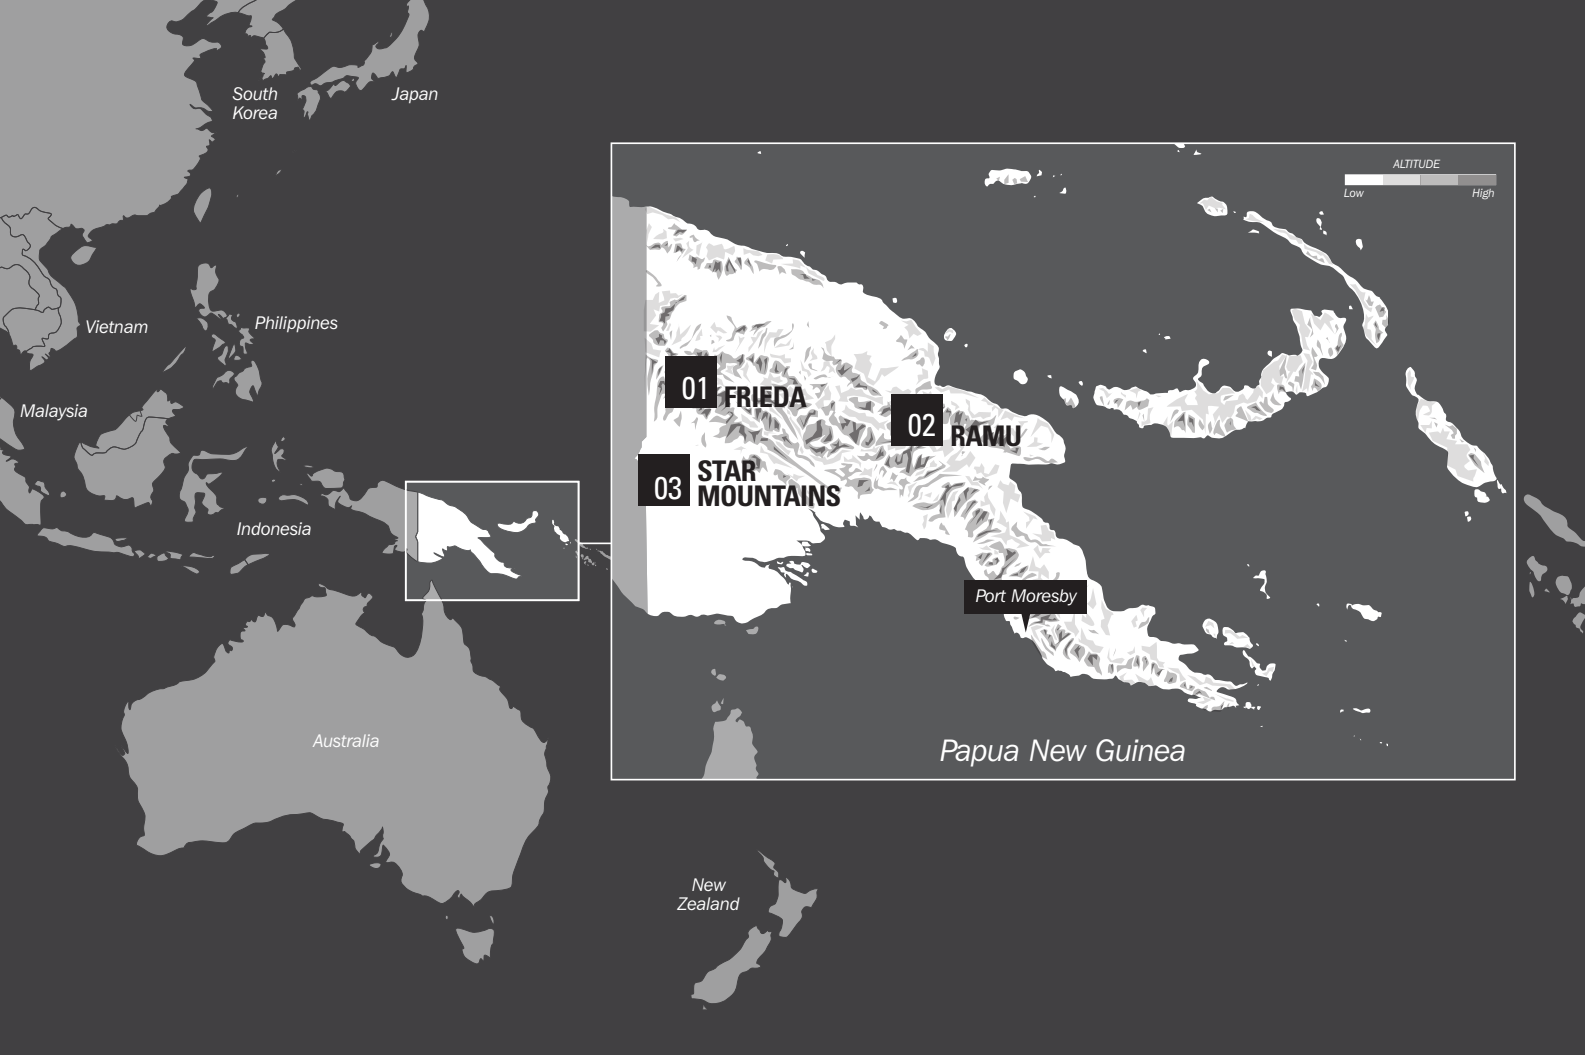 South
Korea
Japan
Vietnam
Philippines
Malaysia
Indonesia
Australia
New
Zealand
ALTITUDE
Low
High
01
FRIEDA
02
RAMU
03
STAR
MOUNTAINS
Port Moresby
Papua New Guinea